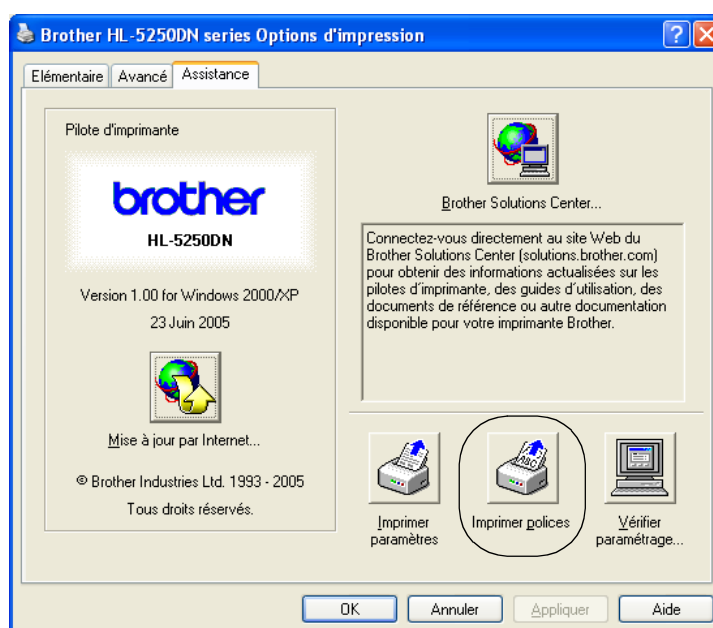 Brother HL-5250DN series Options d'impression
Elémentaire Avancé Assistance
Pilote d'imprimante
brother
HL-5250DN
Version 1.00 for Windows 2000/XP
23 Juin 2005
Mise à jour par Internet...
© Brother Industries Ltd. 1993 - 2005
Tous droits réservés.
Brother Solutions Center...
Connectez-vous directement au site Web du
Brother Solutions Center (solutions.brother.com)
pour obtenir des informations actualisées sur les
pilotes d'imprimante, des guides d'utilisation, des
documents de référence ou autre documentation
disponible pour votre imprimante Brother.
ABC
Imprimer
paramètres
Imprimer polices
Vérifier
paramétrage...
OK Annuler Appliquer Aide